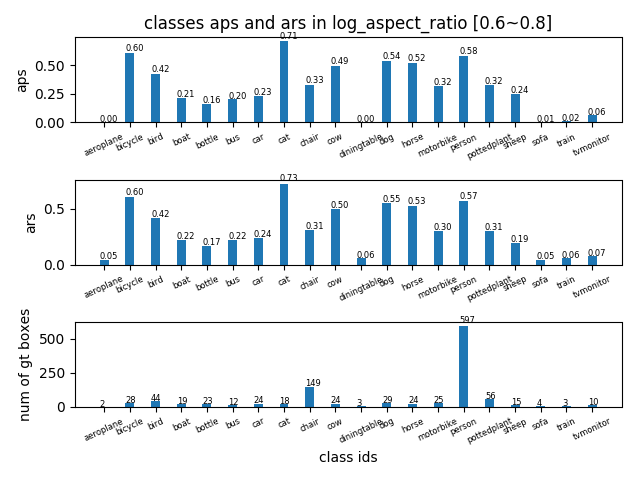 classes aps and ars in log_aspect_ratio [0.6~0.8]
aps
0.50
0.25
0.00
0.00 0.60 0.42 0.21 0.16 0.20 0.23 0.71 0.33 0.49 0.00 0.54 0.52 0.32 0.58 0.32 0.24 0.01 0.02 0.06
aeroplane bicycle bird boat bottle bus car cat chair cow diningtable dog horse motorbike person pottedplant sheep sofa train tvmonitor
ars
0.5
0.0
0.05 0.60 0.42 0.22 0.17 0.22 0.24 0.73 0.31 0.50 0.06 0.55 0.53 0.30 0.57 0.31 0.19 0.05 0.06 0.07
aeroplane bicycle bird boat bottle bus car cat chair cow diningtable dog horse motorbike person pottedplant sheep sofa train tvmonitor
num of gt boxes
500
250
0
2 28 44 19 23 12 24 18 149 24 3 29 24 25 597 56 15 4 3 10
aeroplane bicycle bird boat bottle bus car cat chair cow diningtable dog horse motorbike person pottedplant sheep sofa train tvmonitor
class ids